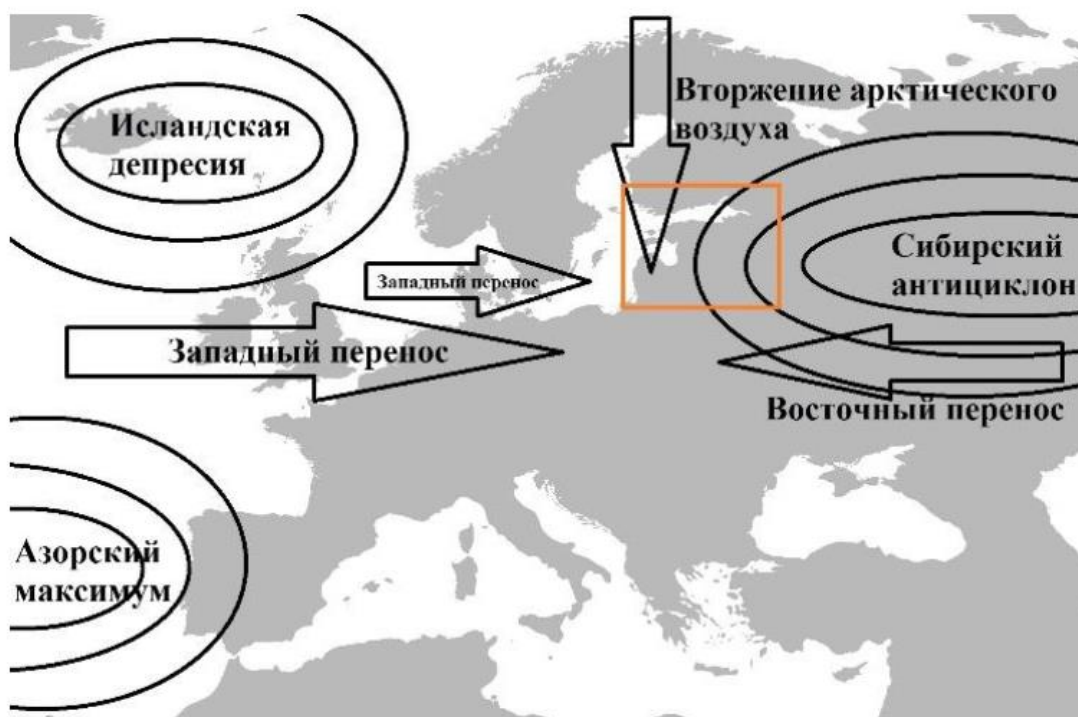 Исландская
депресия
Вторжение арктического
воздуха
Сибирский
антициклон
Западный перенос
Западный перенос
Восточный перенос
Азорский
максимум